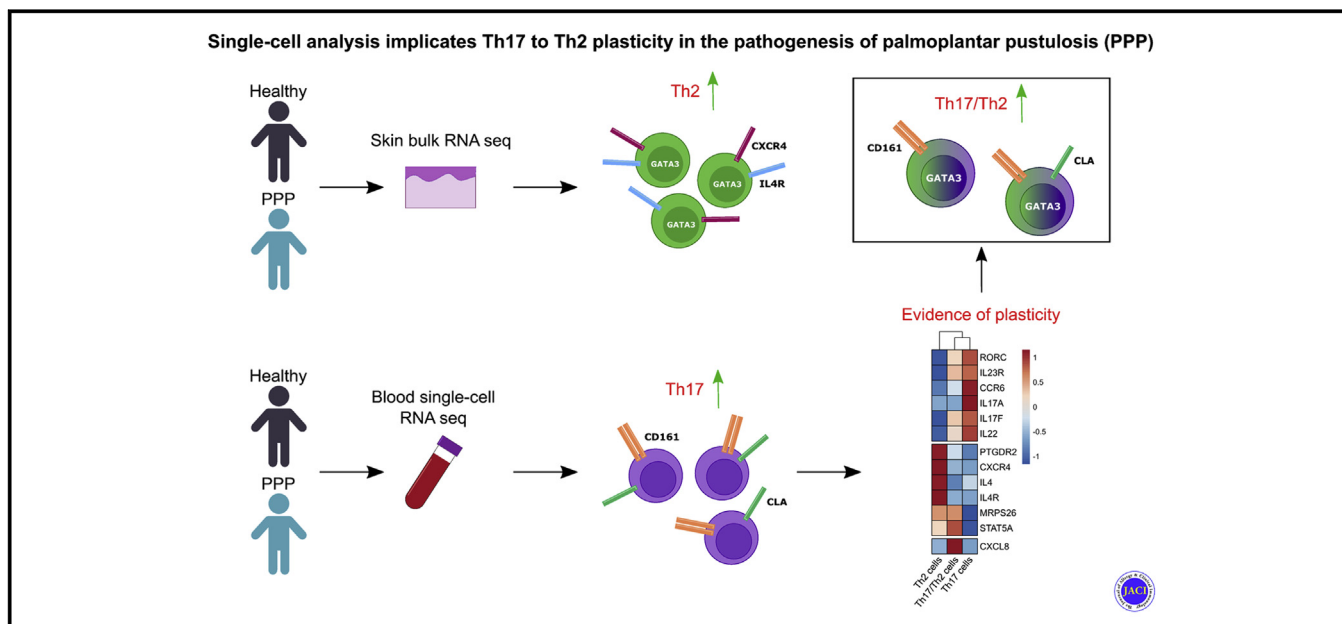 Single-cell analysis implicates Th17 to Th2 plasticity in the pathogenesis of palmoplantar pustulosis (PPP)
Healthy
PPP
Skin bulk RNA seq
Th2
CXCR4
IL4R
GATA3
GATA3
GATA3
Th17/Th2
CD161
CLA
GATA3
GATA3
Healthy
PPP
Blood single-cell
RNA seq
Th17
CD161
CLA
Evidence of plasticity
RORC
IL23R
CCR6
IL17A
IL17F
IL22
PTGDR2
CXCR4
IL4
IL4R
MRPS26
STAT5A
CXCL8
1
0.5
0
-0.5
-1
Th2 cells
Th17/Th2 cells
Th17 cells
JACI